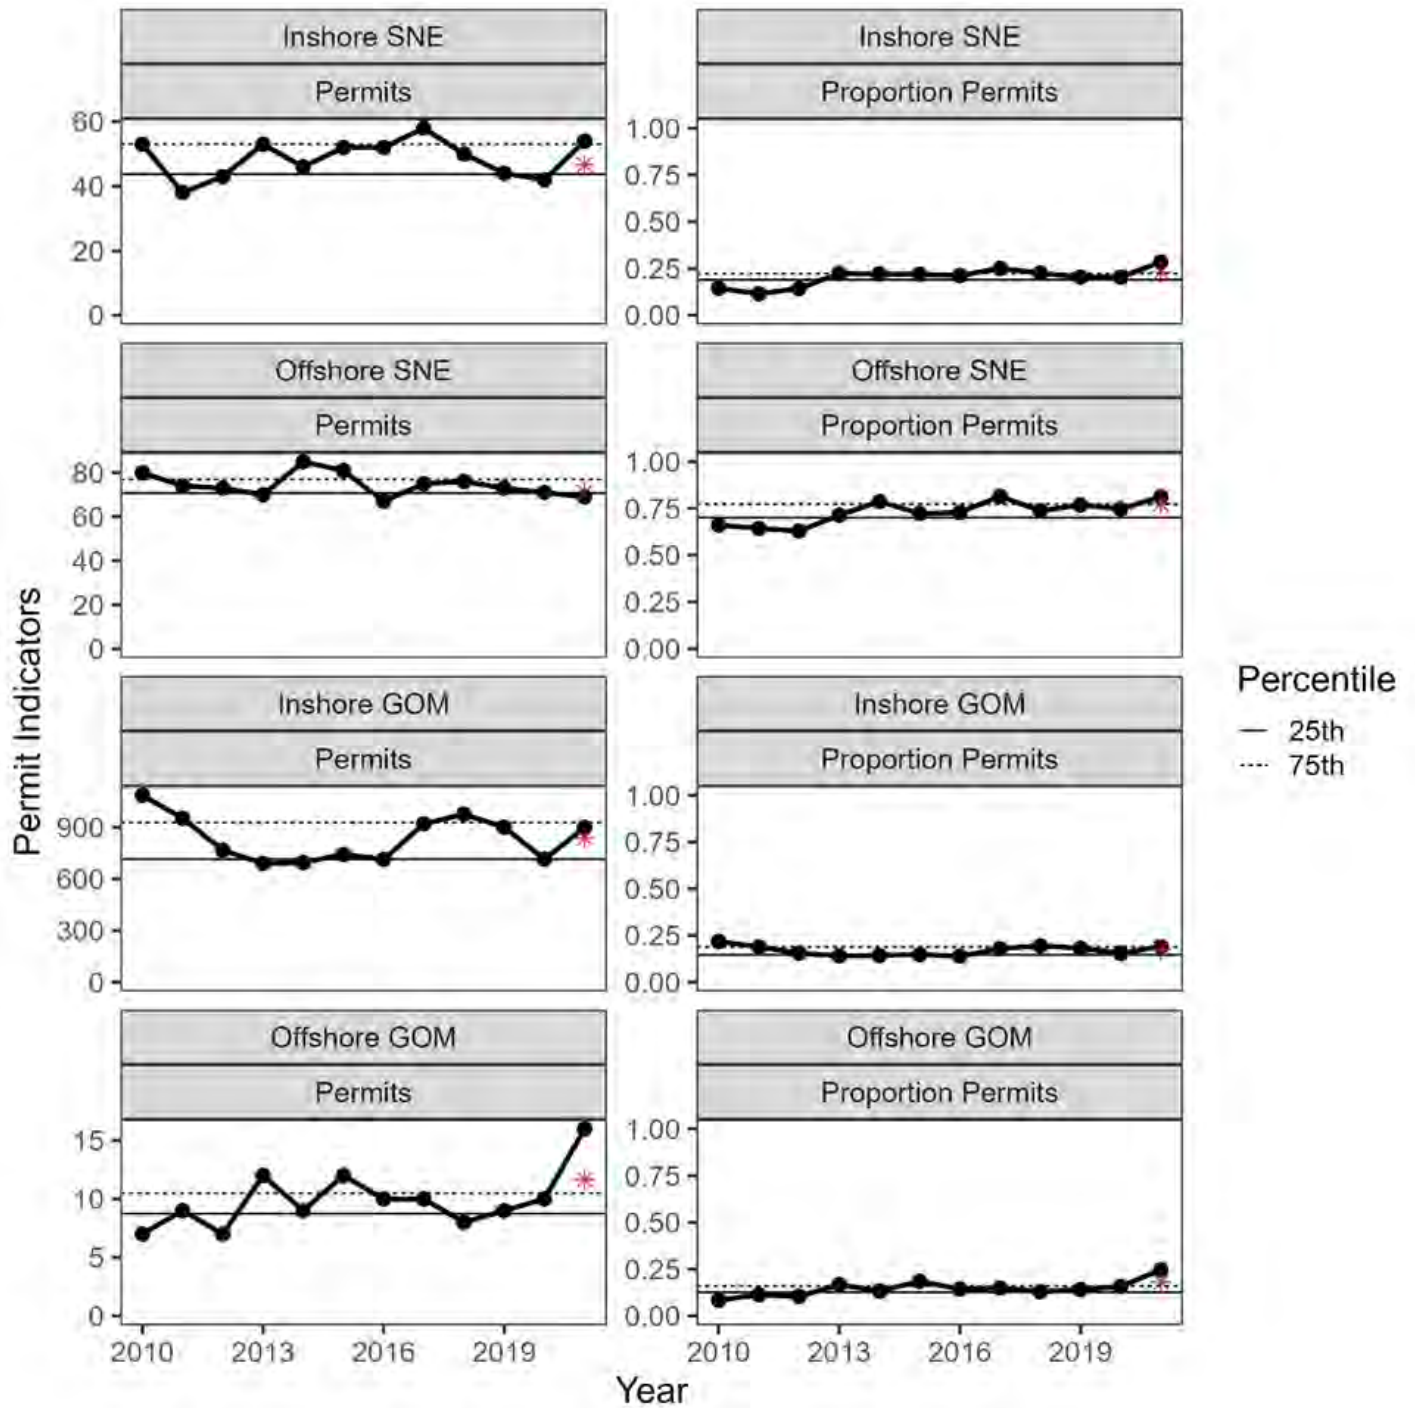 Inshore SNE
Permits
60
40
20
0
Inshore SNE
Proportion Permits
1.00
0.75
0.50
0.25
0.00
Offshore SNE
Permits
80
60
40
20
0
Offshore SNE
Proportion Permits
1.00
0.75
0.50
0.25
0.00
Inshore GOM
Permits
900
600
300
0
Inshore GOM
Proportion Permits
1.00
0.75
0.50
0.25
0.00
Offshore GOM
Permits
15
10
5
0
2010 2013 2016 2019
Offshore GOM
Proportion Permits
1.00
0.75
0.50
0.25
0.00
2010 2013 2016 2019
Permit Indicators
Year
Percentile
25th
75th